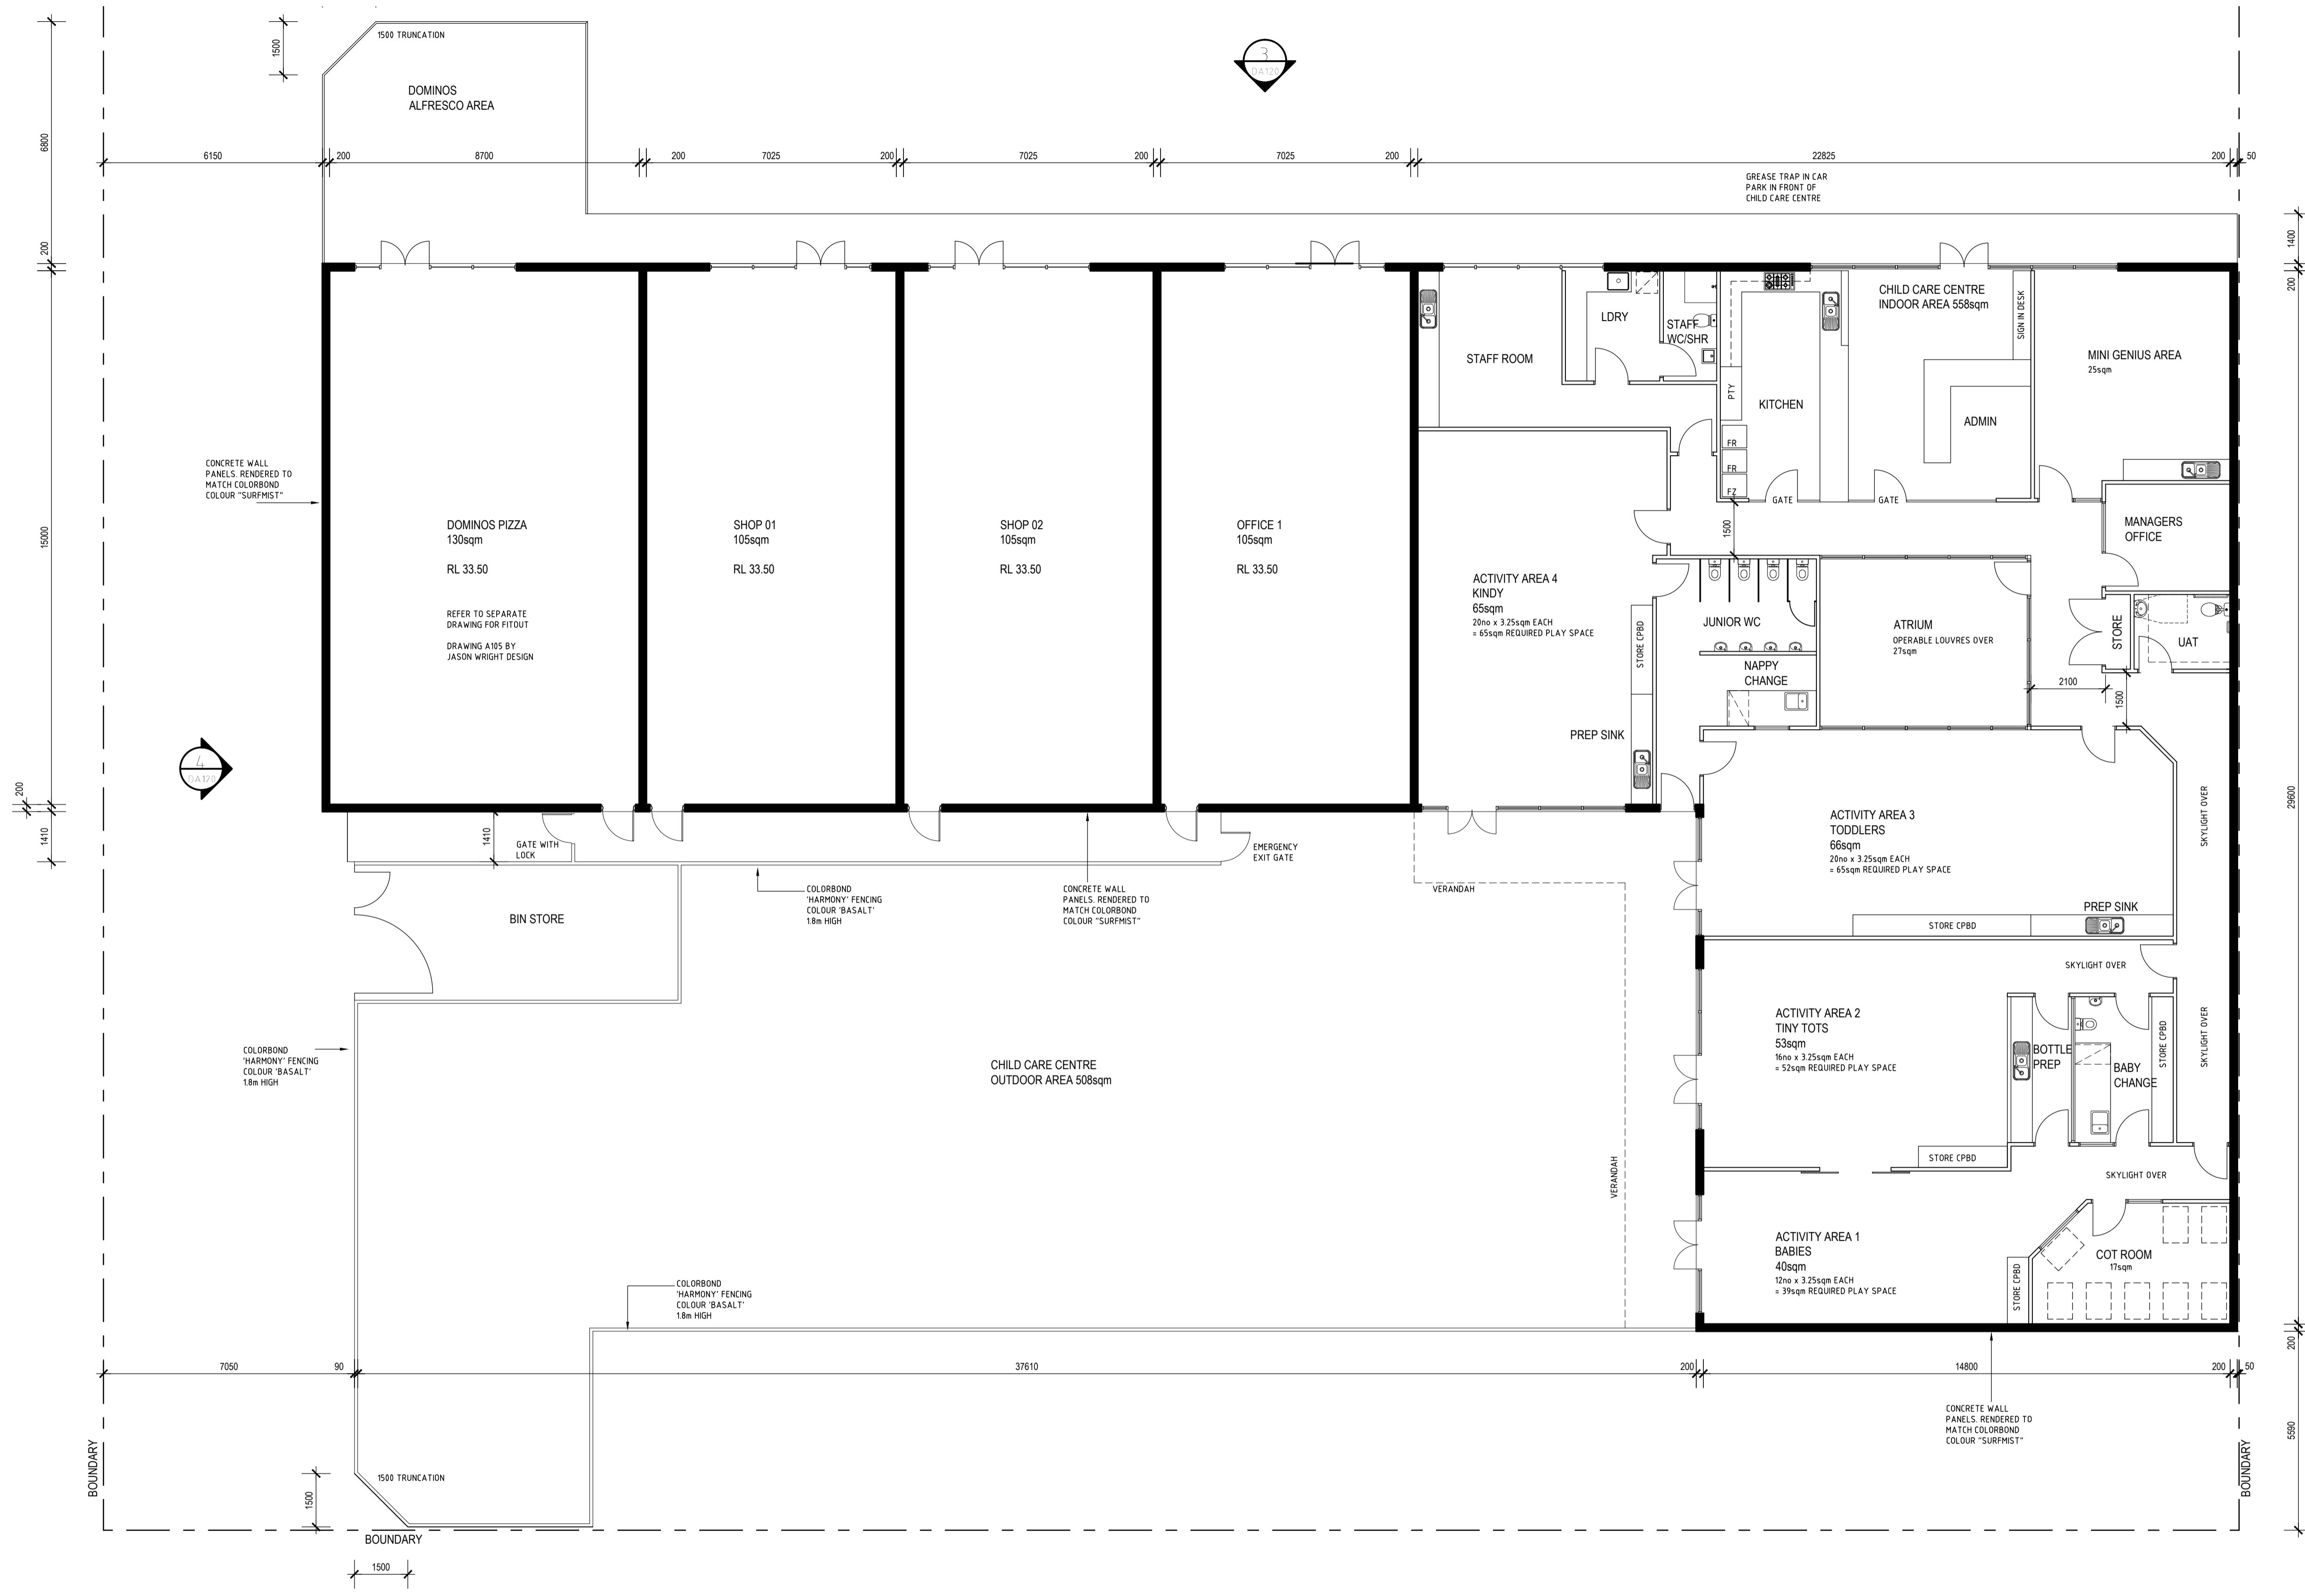 1500 TRUNCATION
1500
DOMINOS
ALFRESCO AREA
3
DA120
6800
6150
200
8700
200
7025
200
7025
200
7025
200
22825
200
50
GREASE TRAP IN CAR
PARK IN FRONT OF
CHILD CARE CENTRE
200
1400
200
LDRY
STAFF
WC/SHR
STAFF ROOM
PTY
KITCHEN
FR
FR
FZ
CHILD CARE CENTRE
INDOOR AREA 558sqm
SIGN IN DESK
ADMIN
MINI GENIUS AREA
25sqm
GATE
GATE
1500
MANAGERS
OFFICE
CONCRETE WALL
PANELS. RENDERED TO
MATCH COLORBOND
COLOUR "SURFMIST"
15000
DOMINOS PIZZA
130sqm
RL 33.50
REFER TO SEPARATE
DRAWING FOR FITOUT
DRAWING A105 BY
JASON WRIGHT DESIGN
SHOP 01
105sqm
RL 33.50
SHOP 02
105sqm
RL 33.50
OFFICE 1
105sqm
RL 33.50
ACTIVITY AREA 4
KINDY
65sqm
20no x 3.25sqm EACH
= 65sqm REQUIRED PLAY SPACE
STORE CPBD
PREP SINK
JUNIOR WC
NAPPY
CHANGE
ATRIUM
OPERABLE LOUVRES OVER
27sqm
STORE
UAT
2100
1500
4
DA120
200
1410
1410
GATE WITH
LOCK
EMERGENCY
EXIT GATE
COLORBOND
'HARMONY' FENCING
COLOUR 'BASALT'
1.8m HIGH
CONCRETE WALL
PANELS. RENDERED TO
MATCH COLORBOND
COLOUR "SURFMIST"
VERANDAH
BIN STORE
ACTIVITY AREA 3
TODDLERS
66sqm
20no x 3.25sqm EACH
= 65sqm REQUIRED PLAY SPACE
PREP SINK
STORE CPBD
SKYLIGHT OVER
29600
SKYLIGHT OVER
ACTIVITY AREA 2
TINY TOTS
53sqm
16no x 3.25sqm EACH
= 52sqm REQUIRED PLAY SPACE
BOTTLE
PREP
BABY
CHANGE
STORE CPBD
SKYLIGHT OVER
STORE CPBD
COLORBOND
'HARMONY' FENCING
COLOUR 'BASALT'
1.8m HIGH
CHILD CARE CENTRE
OUTDOOR AREA 508sqm
VERANDAH
SKYLIGHT OVER
ACTIVITY AREA 1
BABIES
40sqm
12no x 3.25sqm EACH
= 39sqm REQUIRED PLAY SPACE
STORE CPBD
COT ROOM
17sqm
COLORBOND
'HARMONY' FENCING
COLOUR 'BASALT'
1.8m HIGH
200
7050
90
37610
200
14800
200
50
CONCRETE WALL
PANELS. RENDERED TO
MATCH COLORBOND
COLOUR "SURFMIST"
5590
BOUNDARY
BOUNDARY
1500 TRUNCATION
1500
BOUNDARY
1500